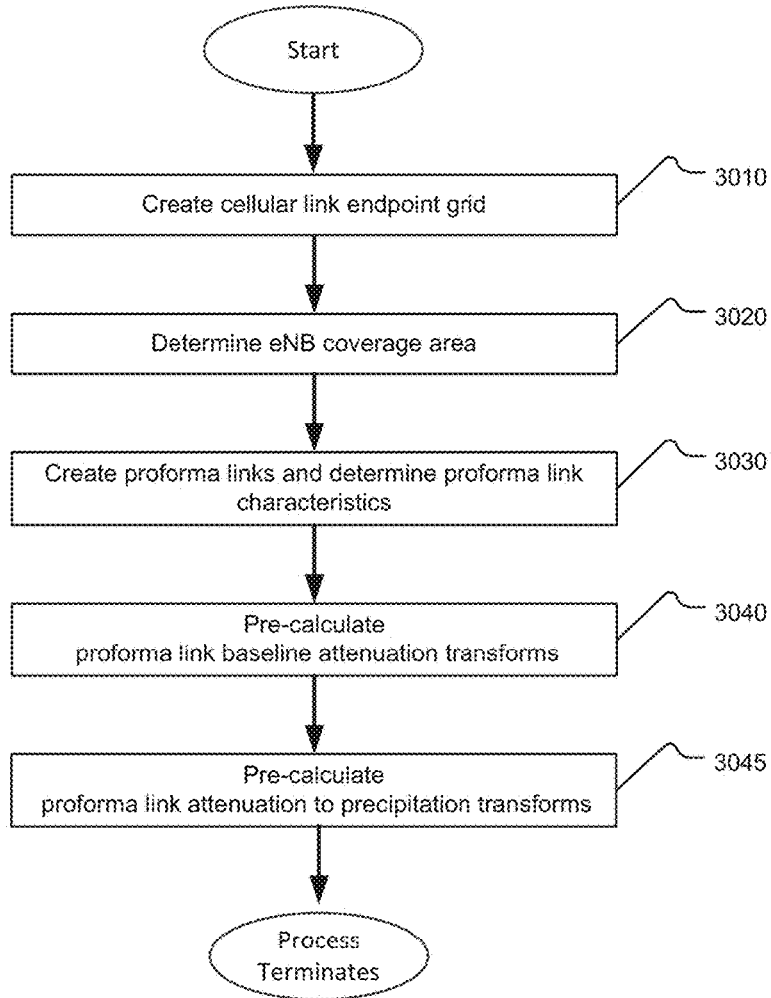 Start
Create cellular link endpoint grid
3010
Determine eNB coverage area
3020
Create proforma links and determine proforma link
characteristics
3030
Pre-calculate
proforma link baseline attenuation transforms
3040
Pre-calculate
proforma link attenuation to precipitation transforms
3045
Process
Terminates